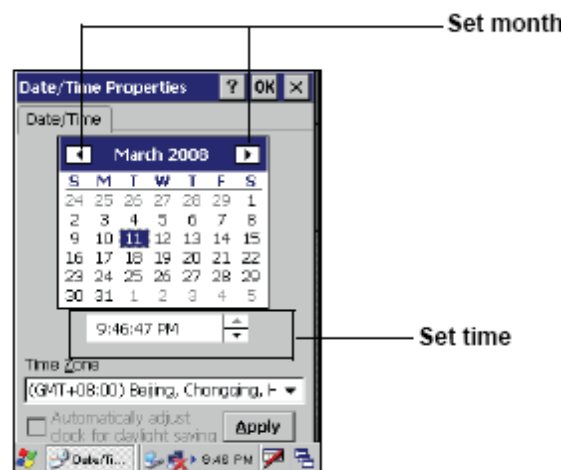 Set month
Date/Time Properties ? OK ×
Date/Time
March 2008
S M T W T F S
24 25 26 27 28 29 1
2 3 4 5 6 7 8
9 10 11 12 13 14 15
16 17 18 19 20 21 22
23 24 25 26 27 28 29
30 31 1 2 3 4 5
9:46:47 PM
Set time
Time Zone
(GMT+08:00) Beijing, Chongqing, H
Automatically adjust
clock for daylight saving
Apply
Date/Ti... 9:46 PM